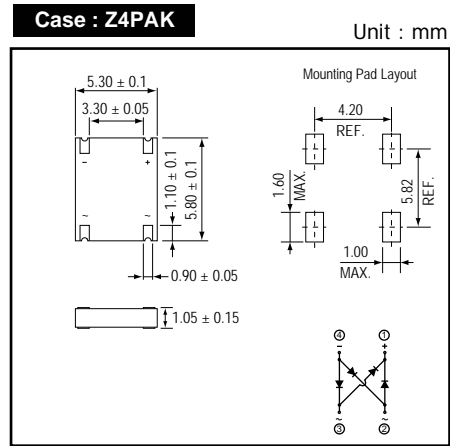 Case : Z4PAK
Unit : mm
5.30 ± 0.1
3.30 ± 0.05
- +
~ ~
1.10 ± 0.1
5.80 ± 0.1
0.90 ± 0.05
1.05 ± 0.15
Mounting Pad Layout
4.20
REF.
1.60
MAX.
5.82
REF.
1.00
MAX.
④ ①
- +
~ ~
③ ②